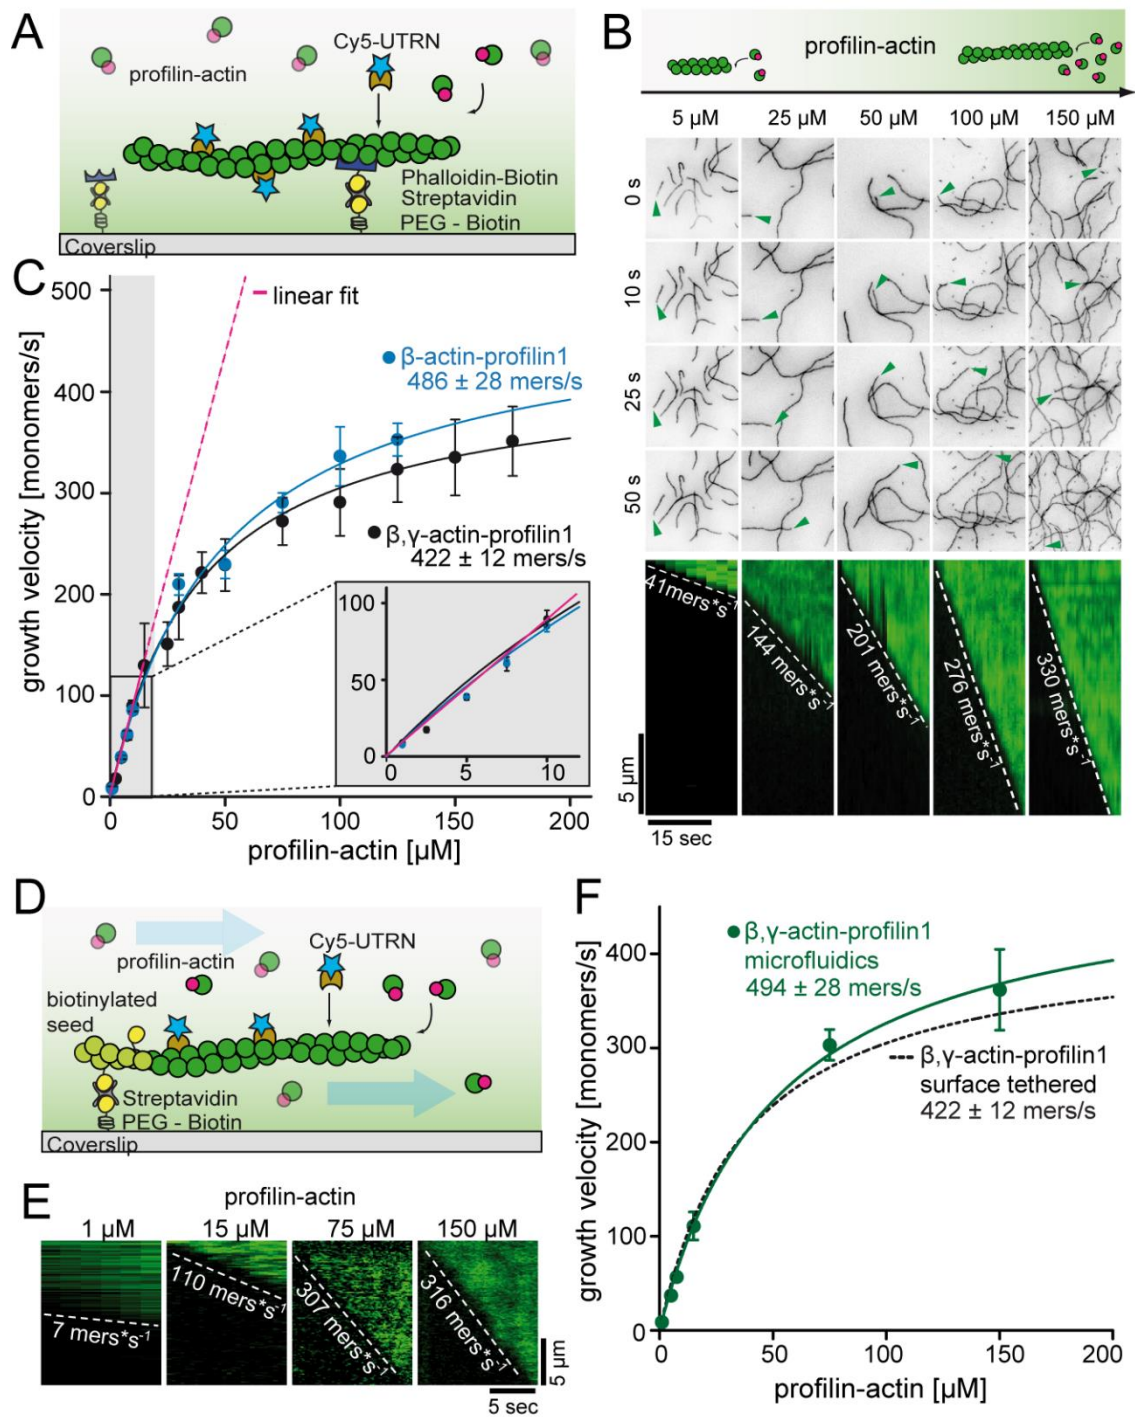 A
Cy5-UTRN
profilin-actin
Phalloidin-Biotin
Streptavidin
PEG - Biotin
Coverslip
B
profilin-actin
5 µM 25 µM 50 µM 100 µM 150 µM
0 s
10 s
25 s
50 s
41mers*s-1
144 mers*s-1
201 mers*s-1
276 mers*s-1
330 mers*s-1
5 µm
15 sec
C
growth velocity [monomers/s]
500
400
300
200
100
0
linear fit
β-actin-profilin1
486 ± 28 mers/s
β,γ-actin-profilin1
422 ± 12 mers/s
100
50
0
0 5 10
0 50 100 150 200
profilin-actin [µM]
D
Cy5-UTRN
profilin-actin
biotinylated
seed
Streptavidin
PEG - Biotin
Coverslip
E
profilin-actin
1 µM 15 µM 75 µM 150 µM
7 mers*s-1
110 mers*s-1
307 mers*s-1
316 mers*s-1
5 µm
5 sec
F
growth velocity [monomers/s]
400
300
200
100
0
β,γ-actin-profilin1
microfluidics
494 ± 28 mers/s
β,γ-actin-profilin1
surface tethered
422 ± 12 mers/s
0 50 100 150 200
profilin-actin [µM]